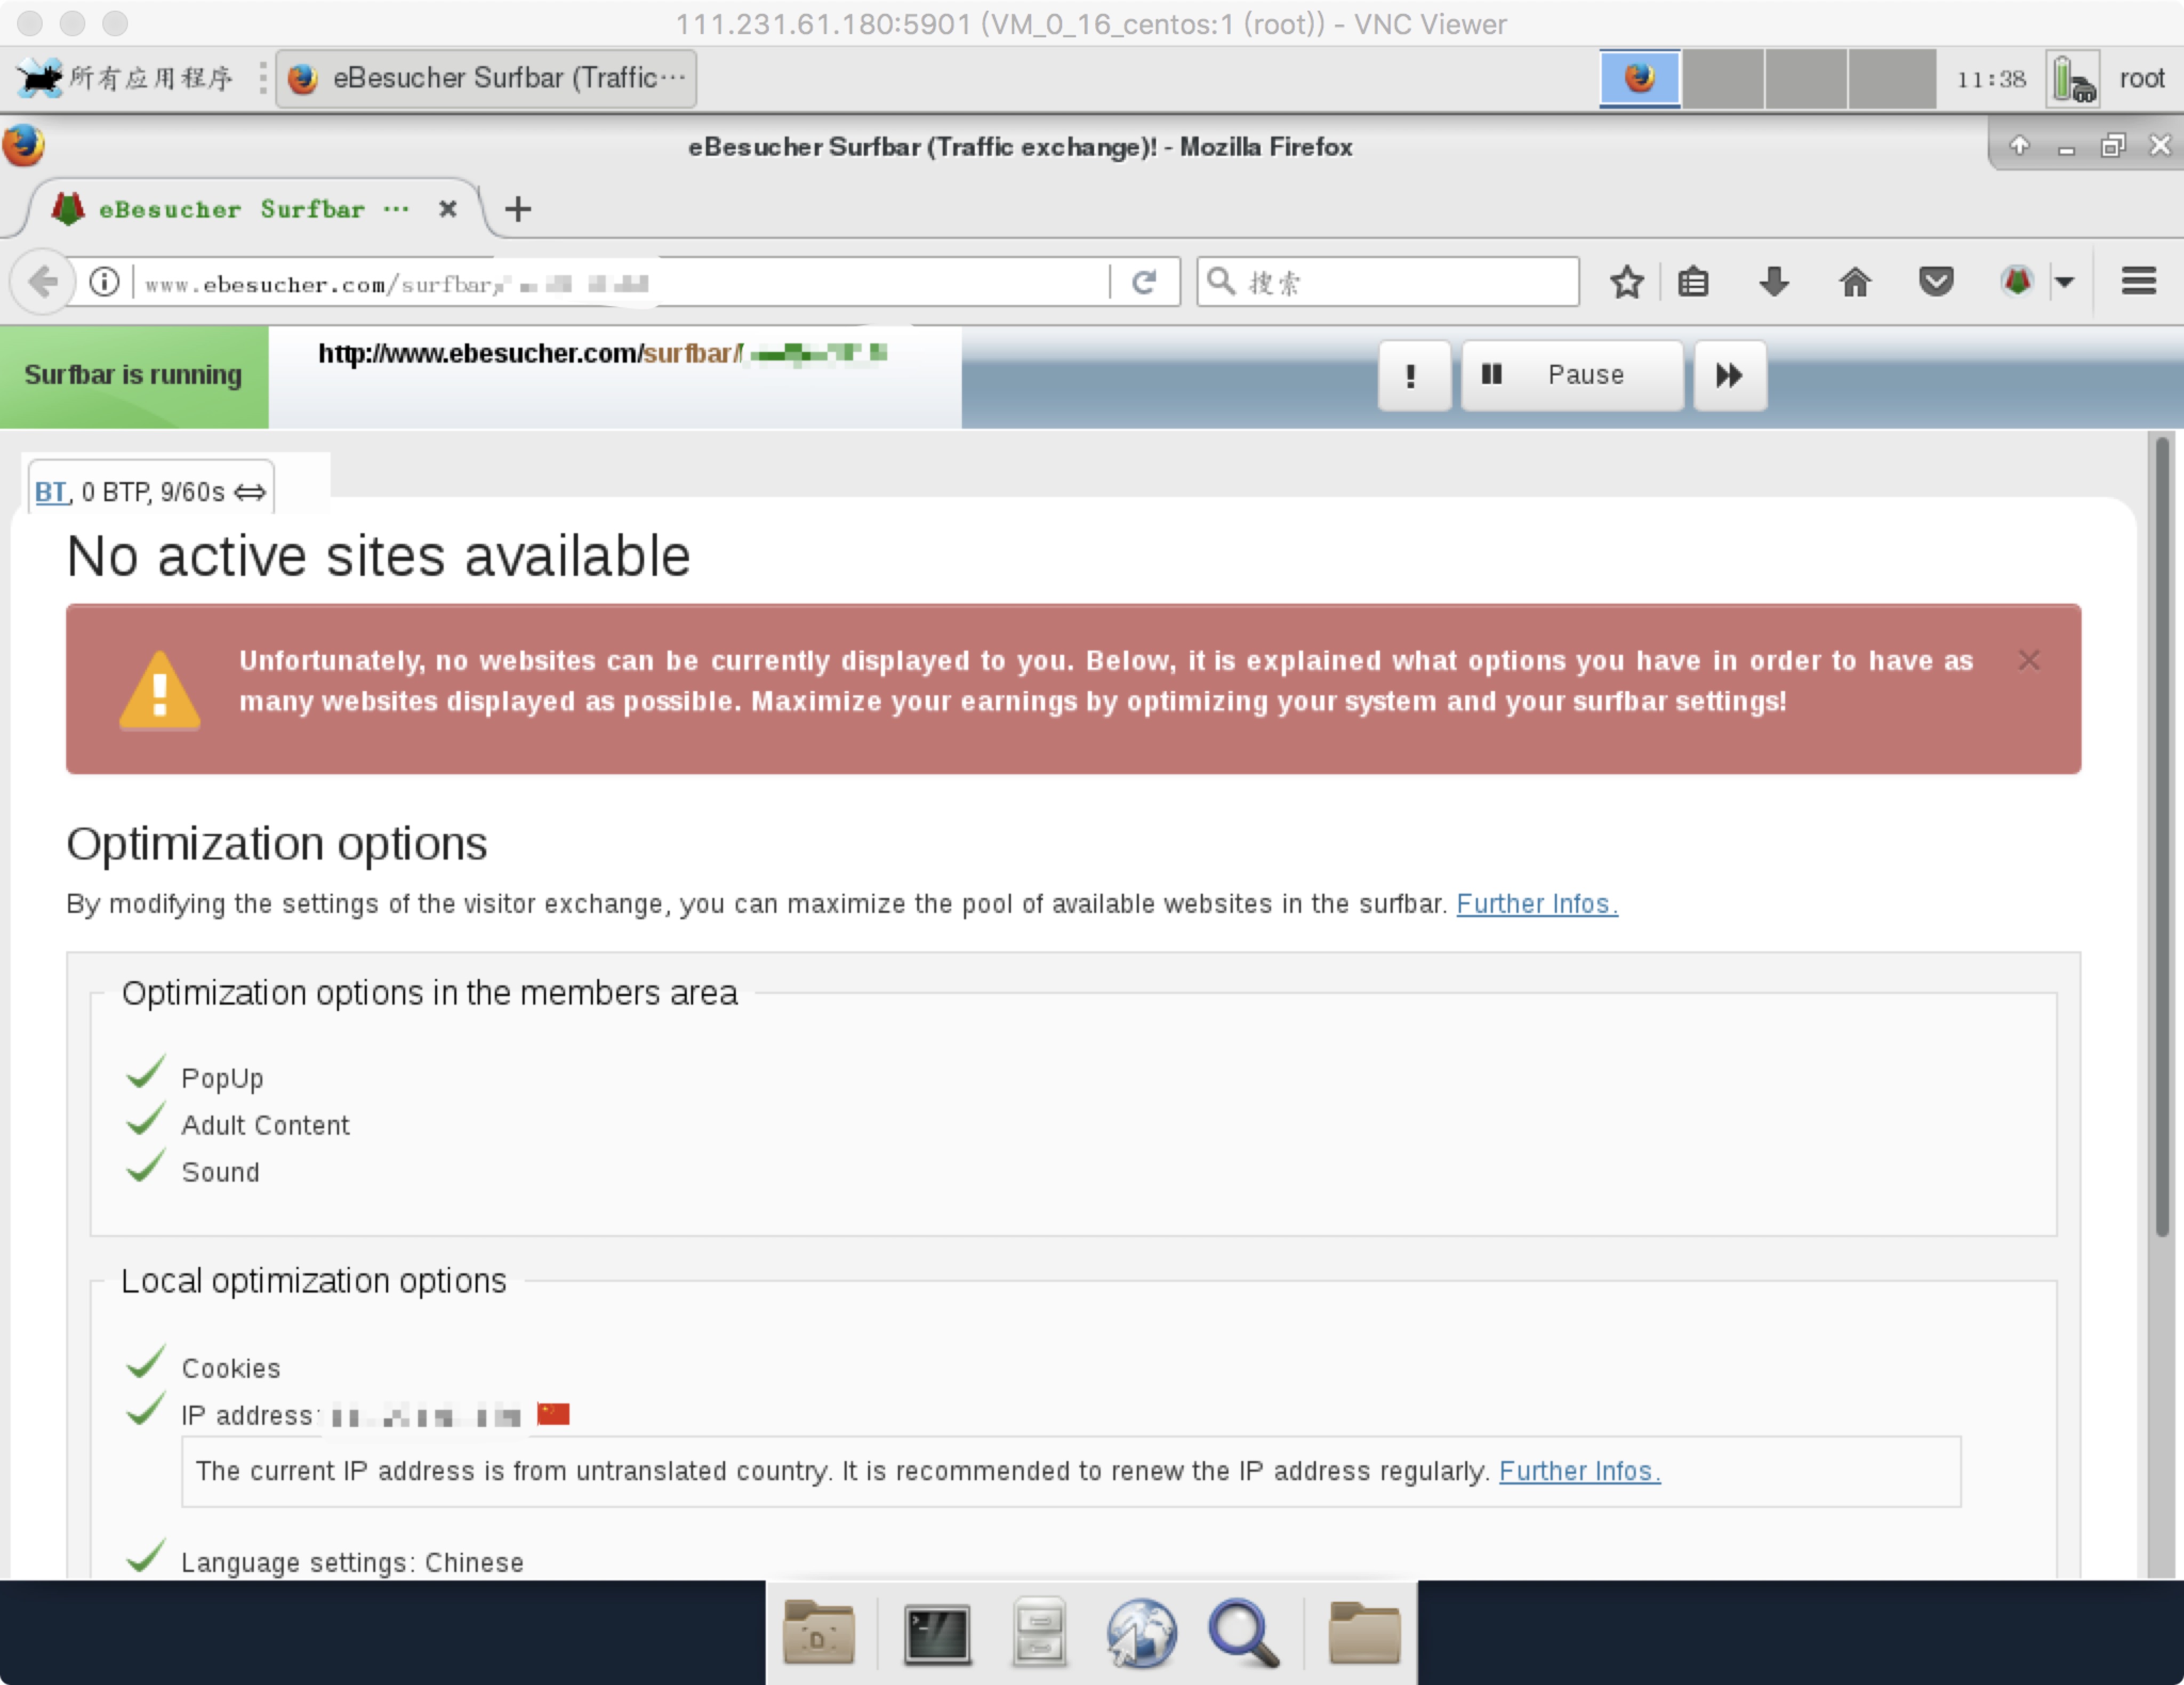 111.231.61.180:5901 (VM_0_16_centos:1 (root)) - VNC Viewer
所有应用程序
eBesucher Surfbar (Traffic···
11:38
root
eBesucher Surfbar (Traffic exchange)! - Mozilla Firefox
eBesucher Surfbar ···
www.ebesucher.com/surfbar
搜索
Surfbar is running
http://www.ebesucher.com/surfbar/
Pause
BT, 0 BTP, 9/60s
No active sites available
Unfortunately, no websites can be currently displayed to you. Below, it is explained what options you have in order to have as
many websites displayed as possible. Maximize your earnings by optimizing your system and your surfbar settings!
Optimization options
By modifying the settings of the visitor exchange, you can maximize the pool of available websites in the surfbar. Further Infos.
Optimization options in the members area
PopUp
Adult Content
Sound
Local optimization options
Cookies
IP address:
The current IP address is from untranslated country. It is recommended to renew the IP address regularly. Further Infos.
Language settings: Chinese